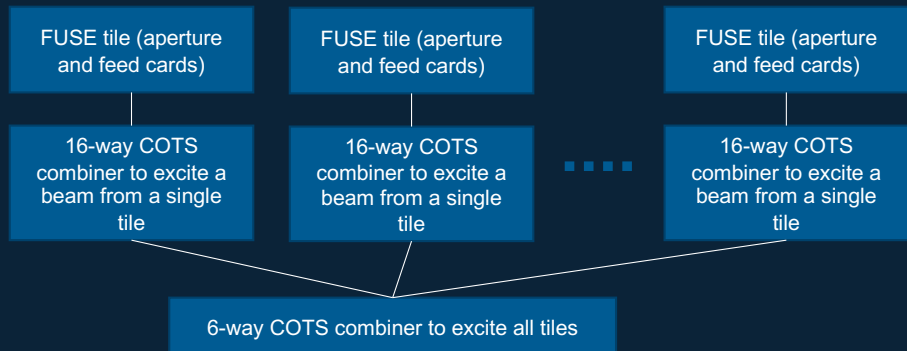 FUSE tile (aperture
and feed cards)
FUSE tile (aperture
and feed cards)
FUSE tile (aperture
and feed cards)
16-way COTS
combiner to excite a
beam from a single
tile
16-way COTS
combiner to excite a
beam from a single
tile
16-way COTS
combiner to excite a
beam from a single
tile
6-way COTS combiner to excite all tiles